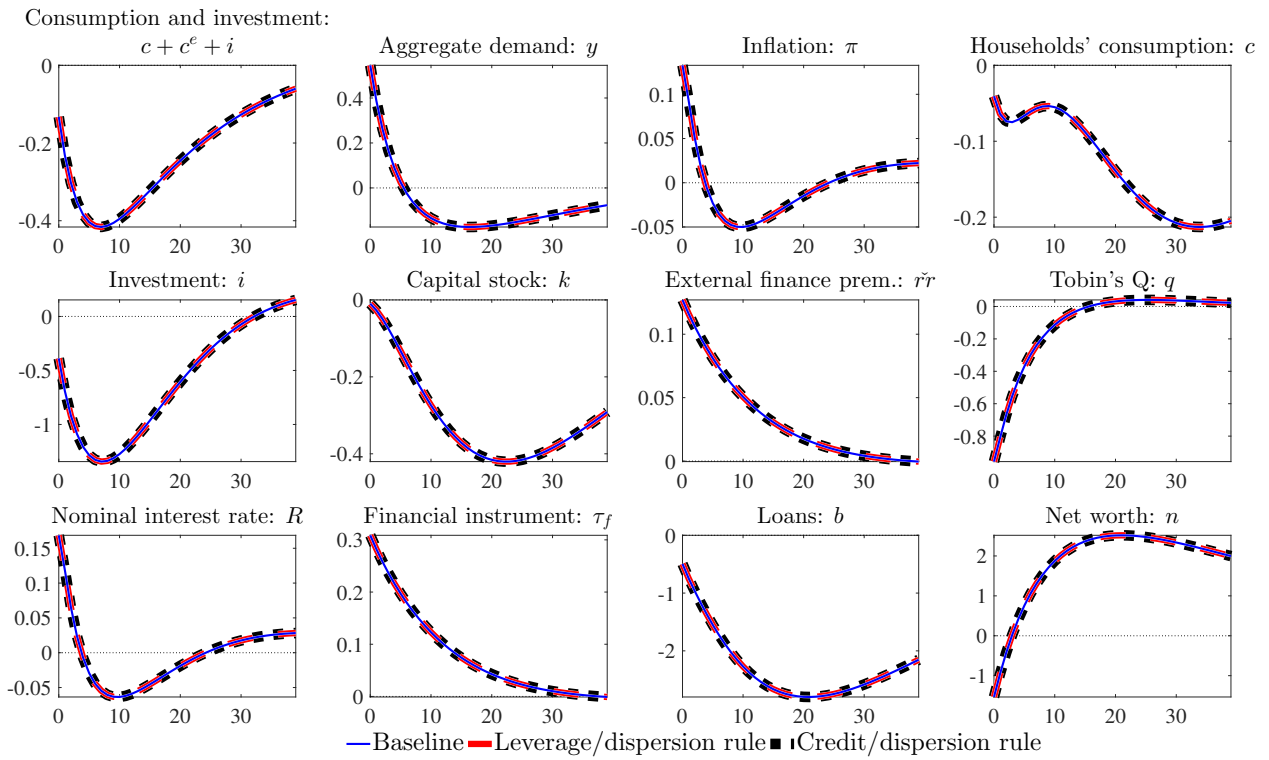 Consumption and investment:
c + c^e + i
Aggregate demand: y
Inflation: π
Households' consumption: c
0
-0.2
-0.4
0 10 20 30
0.4
0.2
0
0 10 20 30
0.1
0.05
0
-0.05
0 10 20 30
0
-0.1
-0.2
0 10 20 30
Investment: i
Capital stock: k
External finance prem.: rř
Tobin's Q: q
0
-0.5
-1
0 10 20 30
0
-0.2
-0.4
0 10 20 30
0.1
0.05
0
0 10 20 30
0
-0.2
-0.4
-0.6
-0.8
0 10 20 30
Nominal interest rate: R
Financial instrument: τ_f
Loans: b
Net worth: n
0.15
0.1
0.05
0
-0.05
0 10 20 30
0.3
0.2
0.1
0
0 10 20 30
0
-1
-2
0 10 20 30
2
1
0
-1
0 10 20 30
Baseline Leverage/dispersion rule Credit/dispersion rule